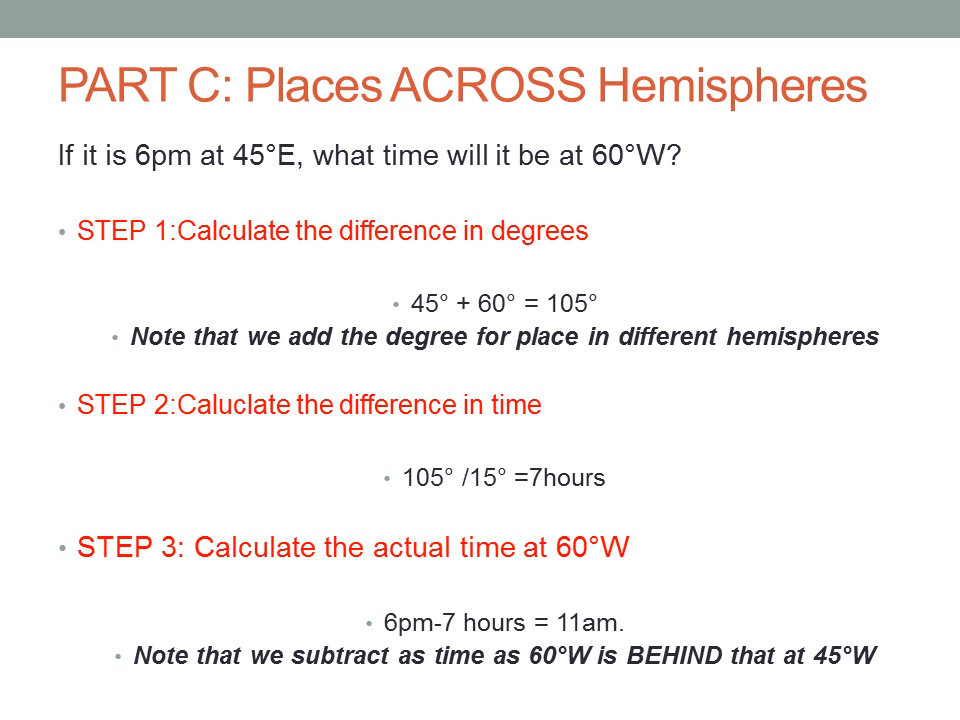 PART C: Places ACROSS Hemispheres
If it is 6pm at 45°E, what time will it be at 60°W?
• STEP 1:Calculate the difference in degrees
• 45° + 60° = 105°
• Note that we add the degree for place in different hemispheres
• STEP 2:Caluclate the difference in time
• 105° /15° =7hours
• STEP 3: Calculate the actual time at 60°W
• 6pm-7 hours = 11am.
• Note that we subtract as time as 60°W is BEHIND that at 45°W